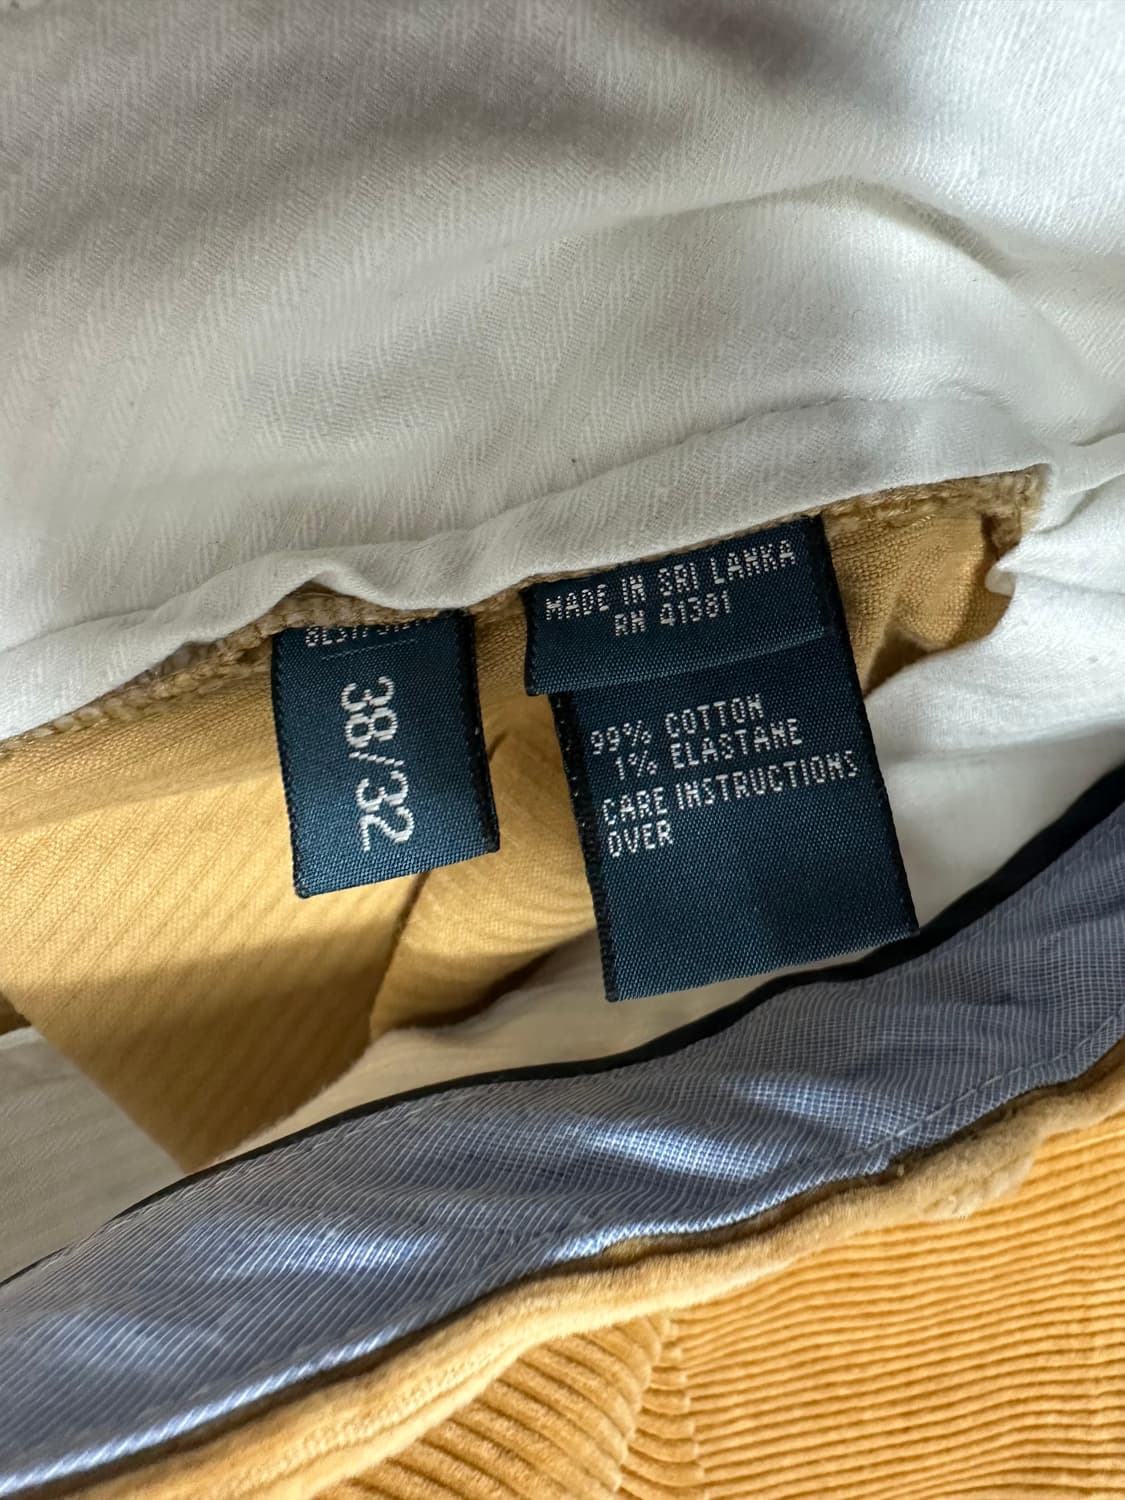 38/32
MADE IN SRI LANKA
RN 41381
99% COTTON
1% ELASTANE
CARE INSTRUCTIONS
OVER